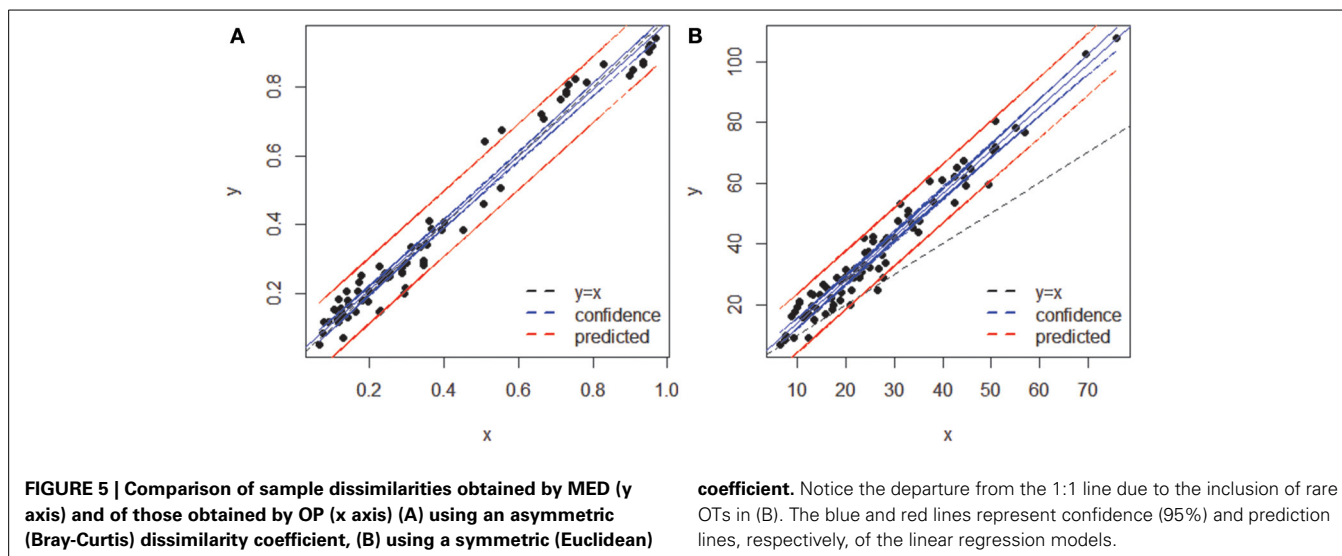 A
B
y
0.8
0.6
0.4
0.2
y=x
confidence
predicted
0.2 0.4 0.6 0.8 1.0
x
y
100
80
60
40
20
y=x
confidence
predicted
10 20 30 40 50 60 70
x
FIGURE 5 | Comparison of sample dissimilarities obtained by MED (y
axis) and of those obtained by OP (x axis) (A) using an asymmetric
(Bray-Curtis) dissimilarity coefficient, (B) using a symmetric (Euclidean)
coefficient. Notice the departure from the 1:1 line due to the inclusion of rare
OTs in (B). The blue and red lines represent confidence (95%) and prediction
lines, respectively, of the linear regression models.